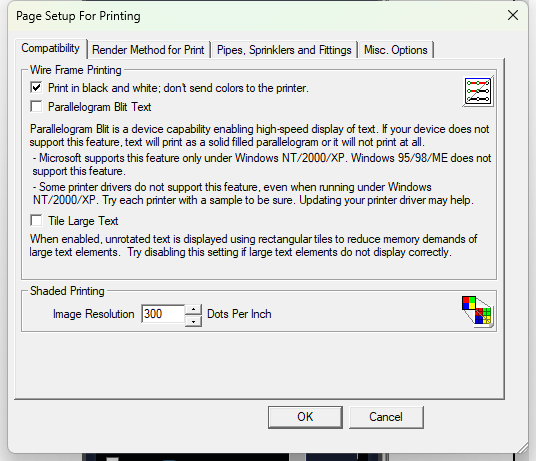 Page Setup For Printing
Compatibility
Render Method for Print
Pipes, Sprinklers and Fittings
Misc. Options
Wire Frame Printing
Print in black and white; don't send colors to the printer.
Parallelogram Blit Text
Parallelogram Blit is a device capability enabling high-speed display of text. If your device does not
support this feature, text will print as a solid filled parallelogram or it will not print at all.
- Microsoft supports this feature only under Windows NT/2000/XP. Windows 95/98/ME does not
support this feature.
- Some printer drivers do not support this feature, even when running under Windows
NT/2000/XP. Try each printer with a sample to be sure. Updating your printer driver may help.
Tile Large Text
When enabled, unrotated text is displayed using rectangular tiles to reduce memory demands of
large text elements. Try disabling this setting if large text elements do not display correctly.
Shaded Printing
Image Resolution 300 Dots Per Inch
OK
Cancel